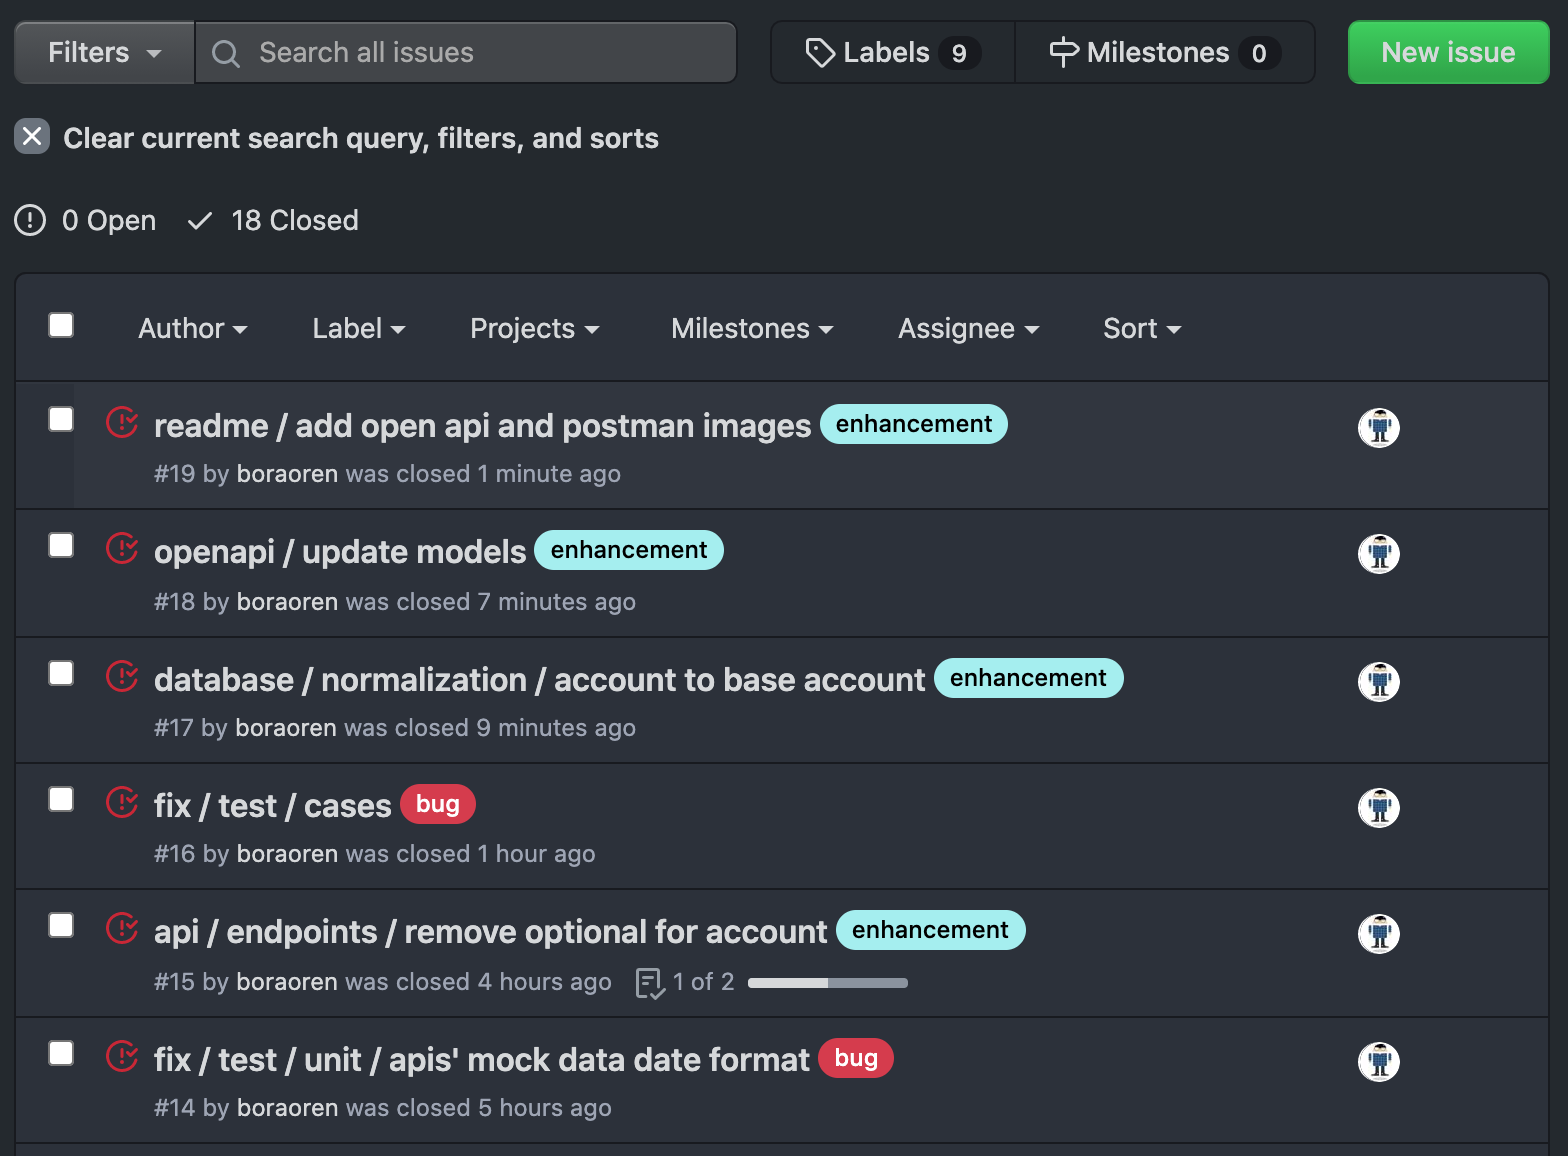 Filters Search all issues Labels 9 Milestones 0 New issue
Clear current search query, filters, and sorts
0 Open 18 Closed
Author Label Projects Milestones Assignee Sort
readme / add open api and postman images enhancement
#19 by boraoren was closed 1 minute ago
openapi / update models enhancement
#18 by boraoren was closed 7 minutes ago
database / normalization / account to base account enhancement
#17 by boraoren was closed 9 minutes ago
fix / test / cases bug
#16 by boraoren was closed 1 hour ago
api / endpoints / remove optional for account enhancement
#15 by boraoren was closed 4 hours ago 1 of 2
fix / test / unit / apis' mock data date format bug
#14 by boraoren was closed 5 hours ago